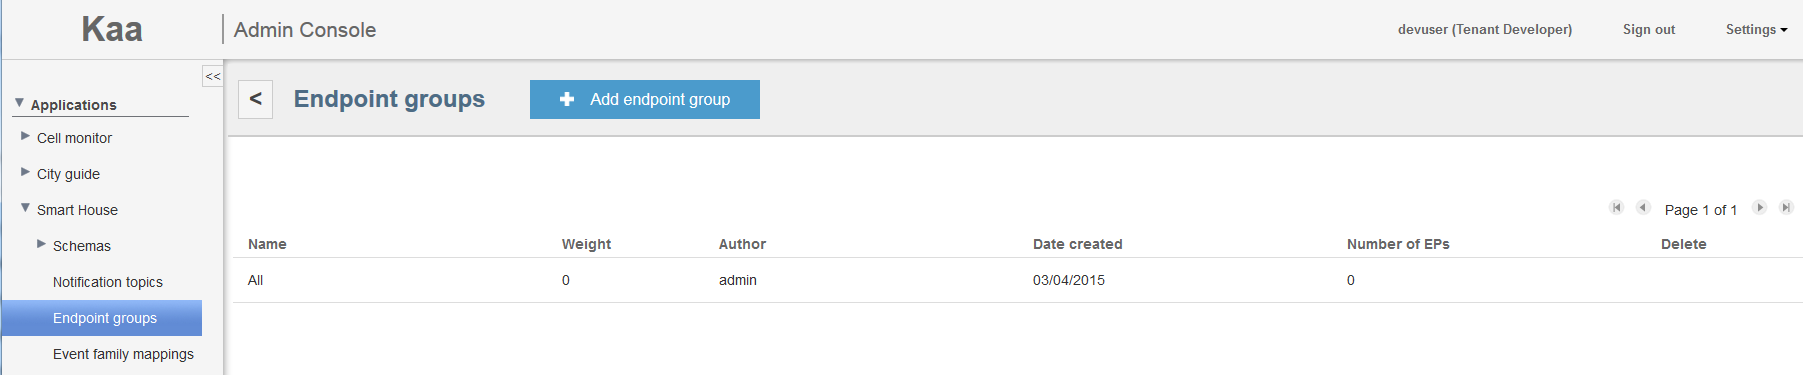 Kaa
Admin Console
devuser (Tenant Developer)
Sign out
Settings
<<
Applications
Cell monitor
City guide
Smart House
Schemas
Notification topics
Endpoint groups
Event family mappings
<
Endpoint groups
Add endpoint group
Page 1 of 1
Name Weight Author Date created Number of EPs Delete
All 0 admin 03/04/2015 0